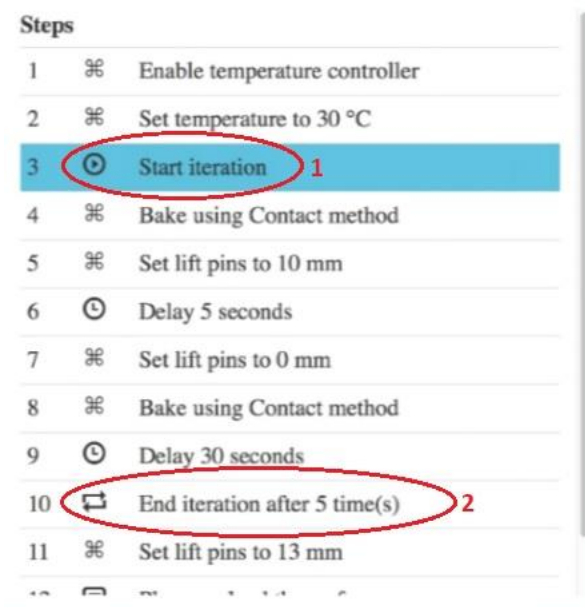 Steps
1 ⌘ Enable temperature controller
2 ⌘ Set temperature to 30 °C
3 Start iteration 1
4 ⌘ Bake using Contact method
5 ⌘ Set lift pins to 10 mm
6 Delay 5 seconds
7 ⌘ Set lift pins to 0 mm
8 ⌘ Bake using Contact method
9 Delay 30 seconds
10 End iteration after 5 time(s) 2
11 ⌘ Set lift pins to 13 mm